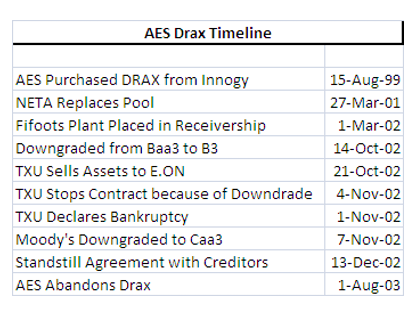 AES Drax Timeline
AES Purchased DRAX from Innogy 15-Aug-99
NETA Replaces Pool 27-Mar-01
Fifoots Plant Placed in Receivership 1-Mar-02
Downgraded from Baa3 to B3 14-Oct-02
TXU Sells Assets to E.ON 21-Oct-02
TXU Stops Contract because of Downdrade 4-Nov-02
TXU Declares Bankruptcy 1-Nov-02
Moody's Downgraded to Caa3 7-Nov-02
Standstill Agreement with Creditors 13-Dec-02
AES Abandons Drax 1-Aug-03